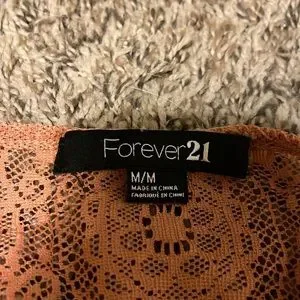 Forever21
M/M
MADE IN CHINA
FABRIQUÉ EN CHINE